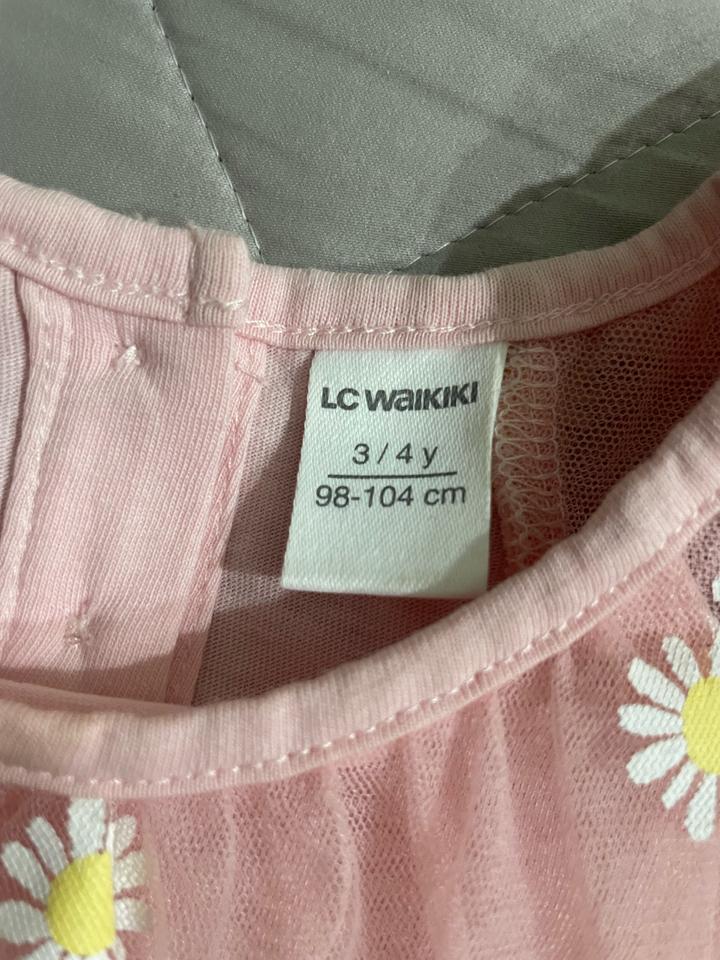 LC WAIKIKI
3 / 4 y
98-104 cm